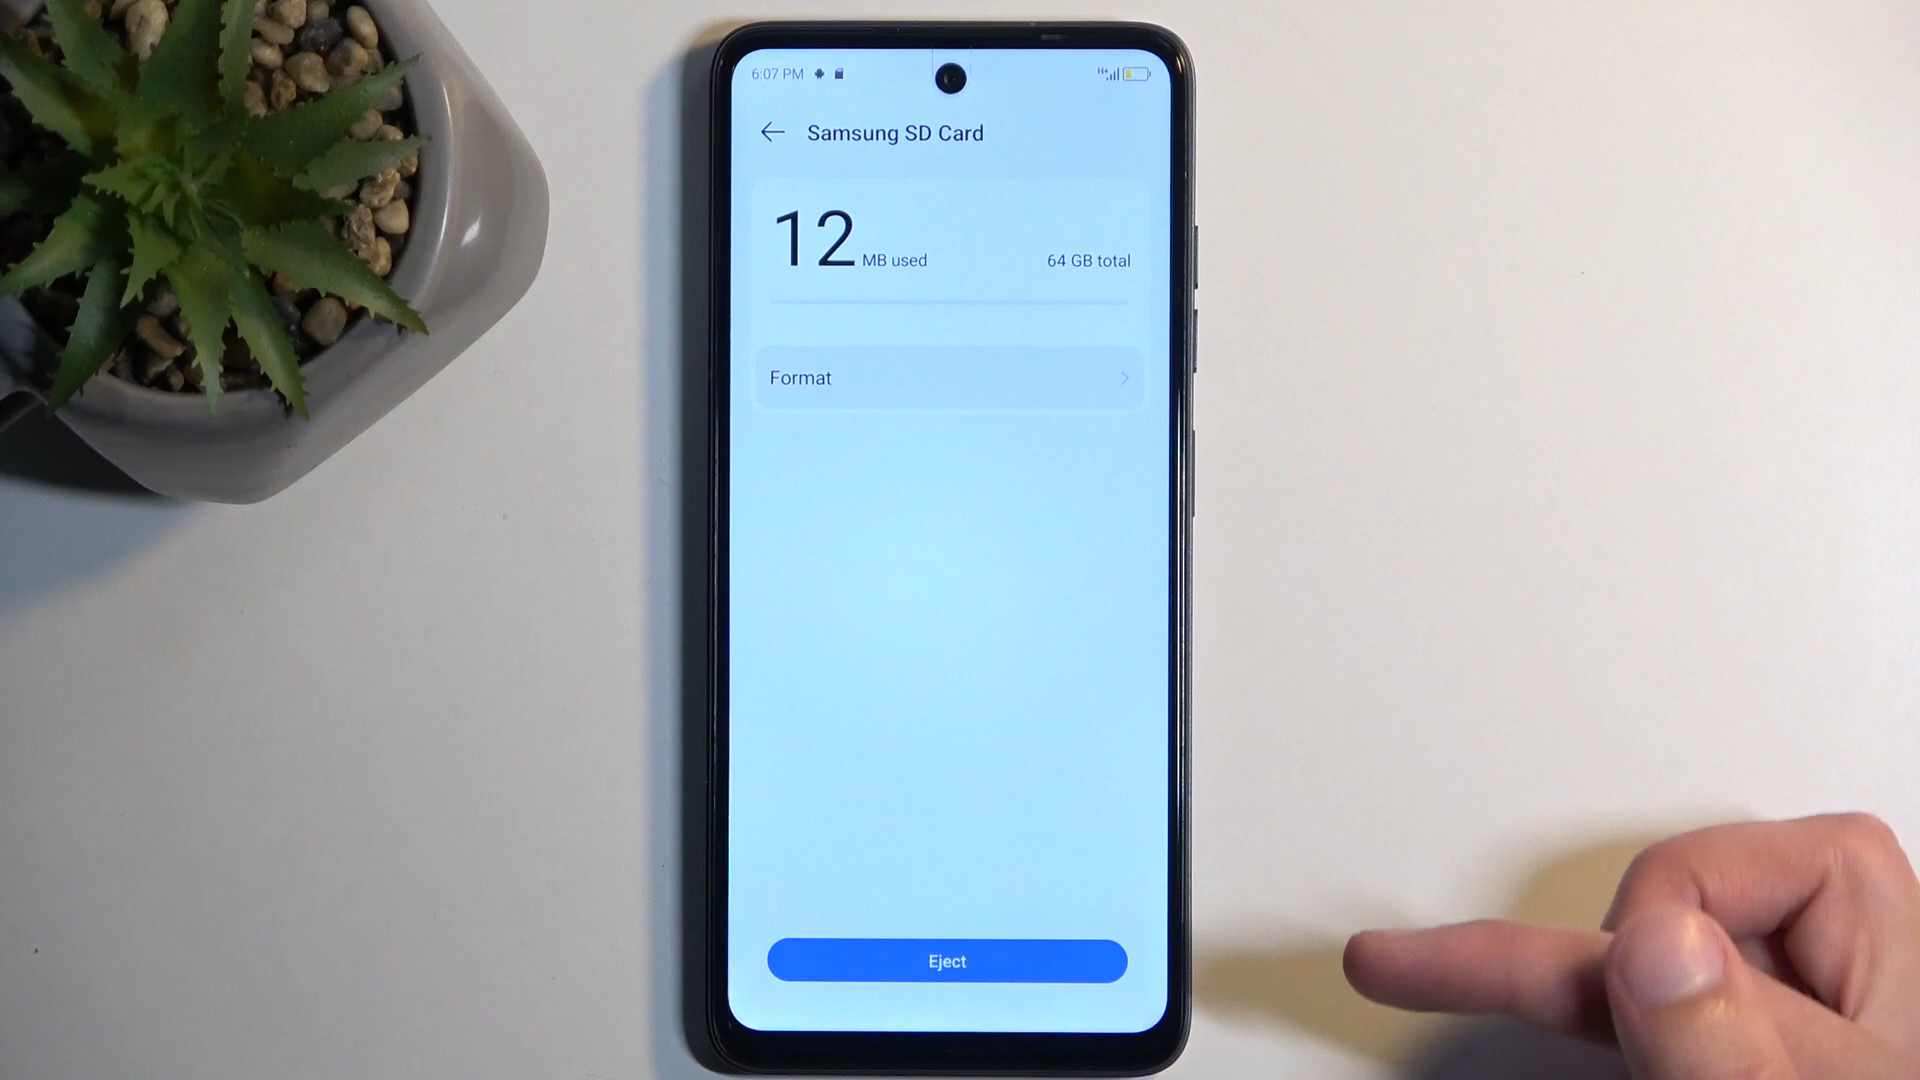 6:07 PM
Samsung SD Card
12 MB used
64 GB total
Format
Eject